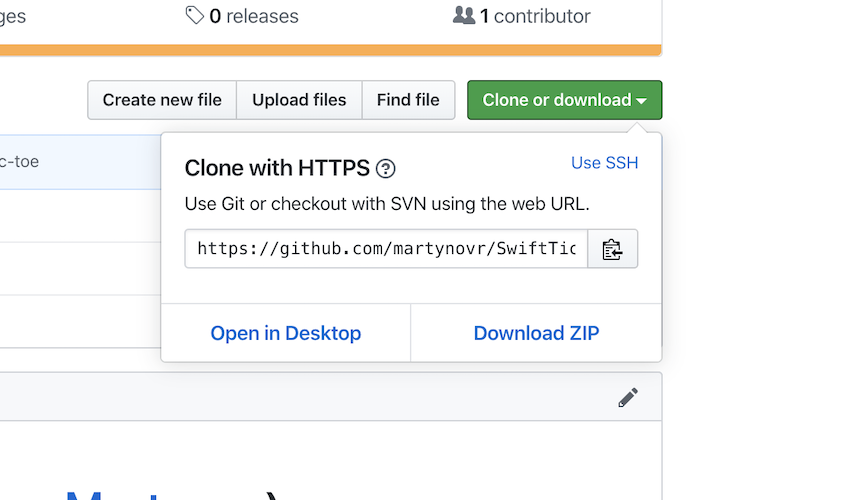 0 releases
1 contributor
Create new file
Upload files
Find file
Clone or download
c-toe
Clone with HTTPS
Use SSH
Use Git or checkout with SVN using the web URL.
https://github.com/martynovr/SwiftTic
Open in Desktop
Download ZIP